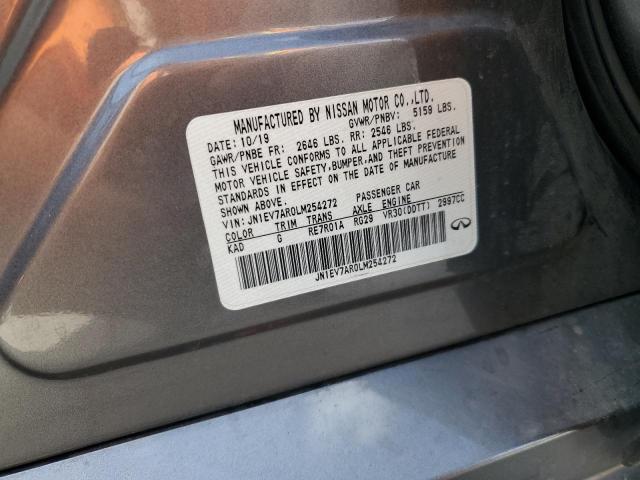 MANUFACTURED BY NISSAN MOTOR CO.,LTD.
DATE: 10/19 GVWR/PNBV: 5159 LBS.
GAWR/PNBE FR: 2646 LBS. RR: 2546 LBS.
THIS VEHICLE CONFORMS TO ALL APPLICABLE FEDERAL
MOTOR VEHICLE SAFETY, BUMPER, AND THEFT PREVENTION
STANDARDS IN EFFECT ON THE DATE OF MANUFACTURE
SHOWN ABOVE.
VIN: JN1EV7AR0LM254272 PASSENGER CAR
COLOR TRIM TRANS AXLE ENGINE
KAD G RE7R01A RG29 VR30(DDTT) 2997CC
JN1EV7AR0LM254272